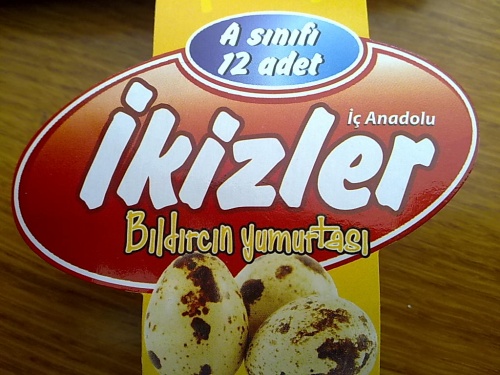 A sınıfı
12 adet
İç Anadolu
İkizler
Bıldırcın yumurtası